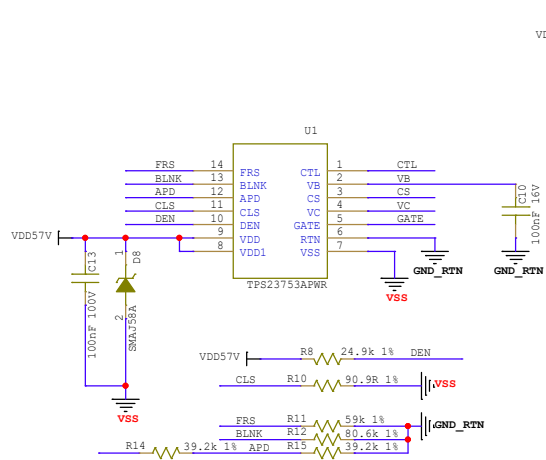 VD
U1
FRS 14 FRS CTL 1 CTL
BLNK 13 BLNK VB 2 VB
APD 12 APD CS 3 CS
CLS 11 CLS VC 4 VC
DEN 10 DEN GATE 5 GATE
VDD57V 9 VDD RTN 6
8 VDD1 VSS 7
C10
100nF 16V
GND_RTN
GND_RTN
C13
100nF 100V
1
D8
2
SMAJ58A
TPS23753APWR
VSS
VSS
VDD57V R8 24.9k 1% DEN
CLS R10 90.9R 1% VSS
FRS R11 59k 1% GND_RTN
BLNK R12 80.6k 1%
R14 39.2k 1% APD R15 39.2k 1%